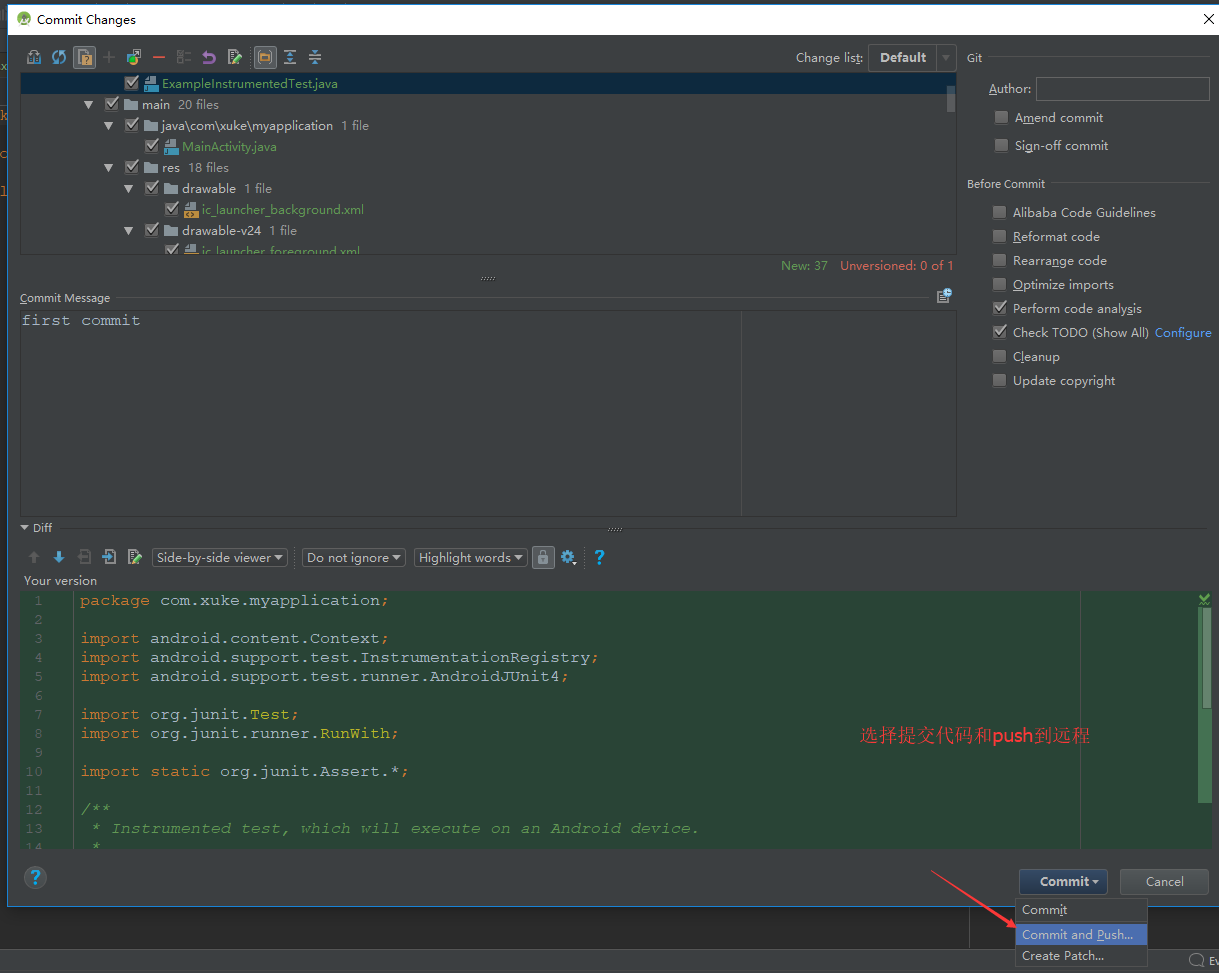 Commit Changes
Change list: Default
ExampleInstrumentedTest.java
main 20 files
java\com\xuke\myapplication 1 file
MainActivity.java
res 18 files
drawable 1 file
ic_launcher_background.xml
drawable-v24 1 file
ic_launcher_foreground.xml
New: 37 Unversioned: 0 of 1
Commit Message
first commit
Git
Author:
Amend commit
Sign-off commit
Before Commit
Alibaba Code Guidelines
Reformat code
Rearrange code
Optimize imports
Perform code analysis
Check TODO (Show All) Configure
Cleanup
Update copyright
Diff
Side-by-side viewer Do not ignore Highlight words ?
Your version
1 package com.xuke.myapplication;
2
3 import android.content.Context;
4 import android.support.test.InstrumentationRegistry;
5 import android.support.test.runner.AndroidJUnit4;
6
7 import org.junit.Test;
8 import org.junit.runner.RunWith;
9
10 import static org.junit.Assert.*;
11
12 /**
13 * Instrumented test, which will execute on an Android device.
14 *
选择提交代码和push到远程
? Commit Cancel
Commit
Commit and Push...
Create Patch...
Ev